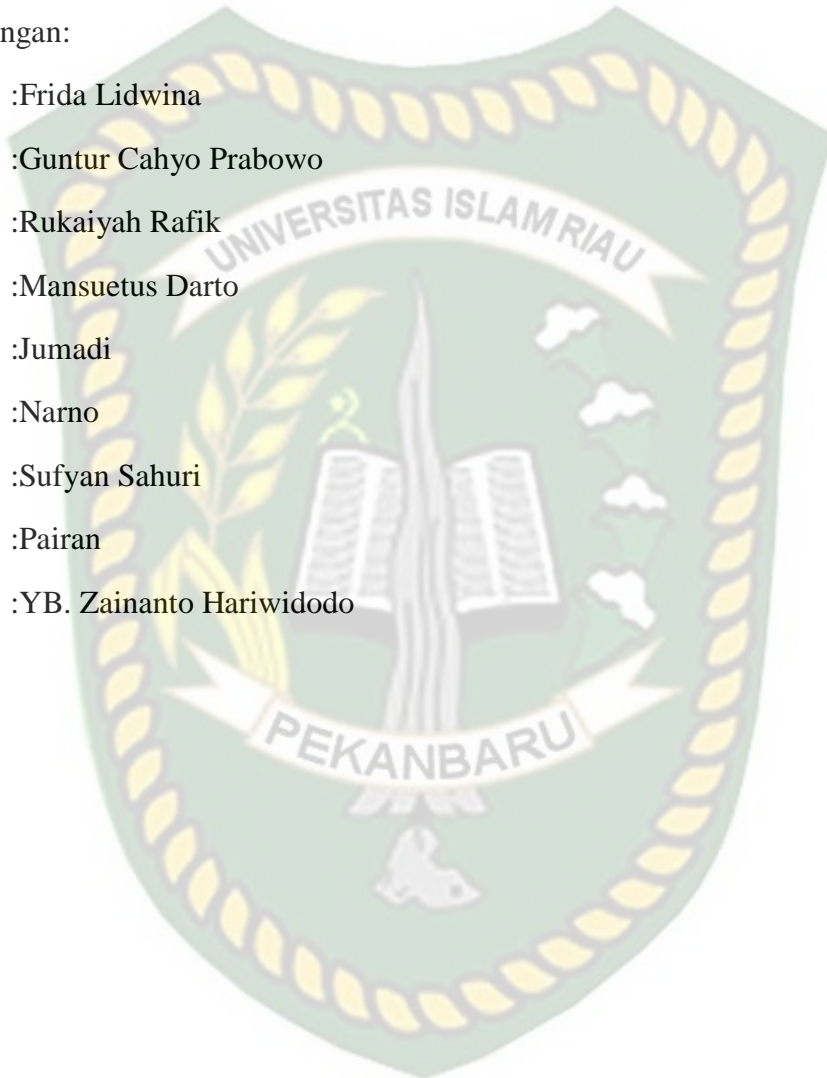 ngan:
:Frida Lidwina
:Guntur Cahyo Prabowo
UNIVERSITAS ISLAM RIAU
:Rukaiyah Rafik
:Mansuetus Darto
:Jumadi
:Narno
:Sufyan Sahuri
:Pairan
:YB. Zainanto Hariwidodo
PEKANBARU